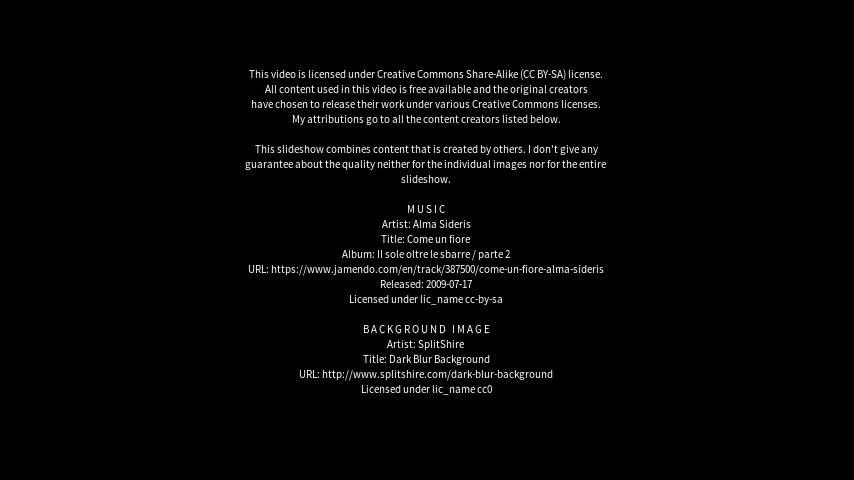 This video is licensed under Creative Commons Share-Alike (CC BY-SA) license.
All content used in this video is free available and the original creators
have chosen to release their work under various Creative Commons licenses.
My attributions go to all the content creators listed below.
This slideshow combines content that is created by others. I don't give any
guarantee about the quality neither for the individual images nor for the entire
slideshow.
MUSIC
Artist: Alma Sideris
Title: Come un fiore
Album: Il sole oltre le sbarre / parte 2
URL: https://www.jamendo.com/en/track/387500/come-un-fiore-alma-sideris
Released: 2009-07-17
Licensed under lic_name cc-by-sa
BACKGROUND IMAGE
Artist: SplitShire
Title: Dark Blur Background
URL: http://www.splitshire.com/dark-blur-background
Licensed under lic_name cc0